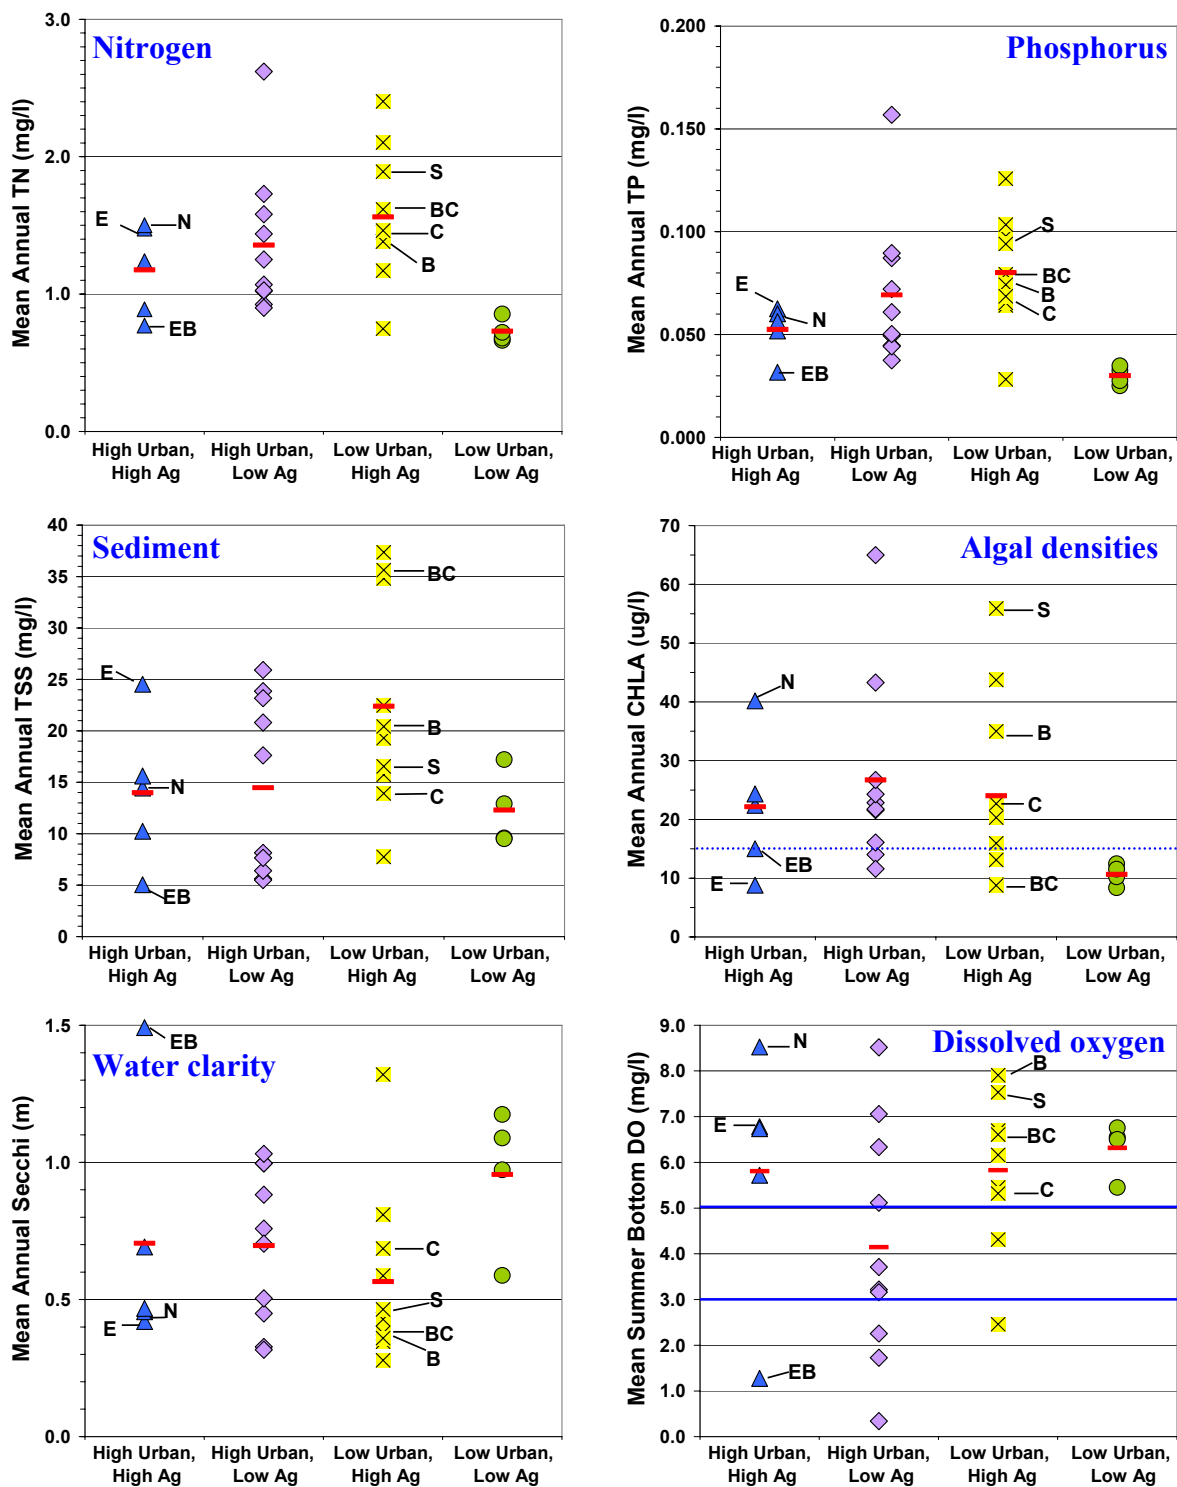 Nitrogen
Mean Annual TN (mg/l)
3.0
2.0
1.0
0.0
E
N
EB
S
BC
C
B
High Urban, High Urban, Low Urban, Low Urban,
High Ag Low Ag High Ag Low Ag
Phosphorus
Mean Annual TP (mg/l)
0.200
0.150
0.100
0.050
0.000
E
N
EB
S
BC
B
C
High Urban, High Urban, Low Urban, Low Urban,
High Ag Low Ag High Ag Low Ag
Sediment
Mean Annual TSS (mg/l)
40
35
30
25
20
15
10
5
0
E
N
EB
BC
B
S
C
High Urban, High Urban, Low Urban, Low Urban,
High Ag Low Ag High Ag Low Ag
Algal densities
Mean Annual CHLA (ug/l)
70
60
50
40
30
20
10
0
N
EB
E
S
B
C
BC
High Urban, High Urban, Low Urban, Low Urban,
High Ag Low Ag High Ag Low Ag
Water clarity
Mean Annual Secchi (m)
1.5
1.0
0.5
0.0
EB
N
E
C
S
BC
B
High Urban, High Urban, Low Urban, Low Urban,
High Ag Low Ag High Ag Low Ag
Dissolved oxygen
Mean Summer Bottom DO (mg/l)
9.0
8.0
7.0
6.0
5.0
4.0
3.0
2.0
1.0
0.0
N
E
EB
B
S
BC
C
High Urban, High Urban, Low Urban, Low Urban,
High Ag Low Ag High Ag Low Ag